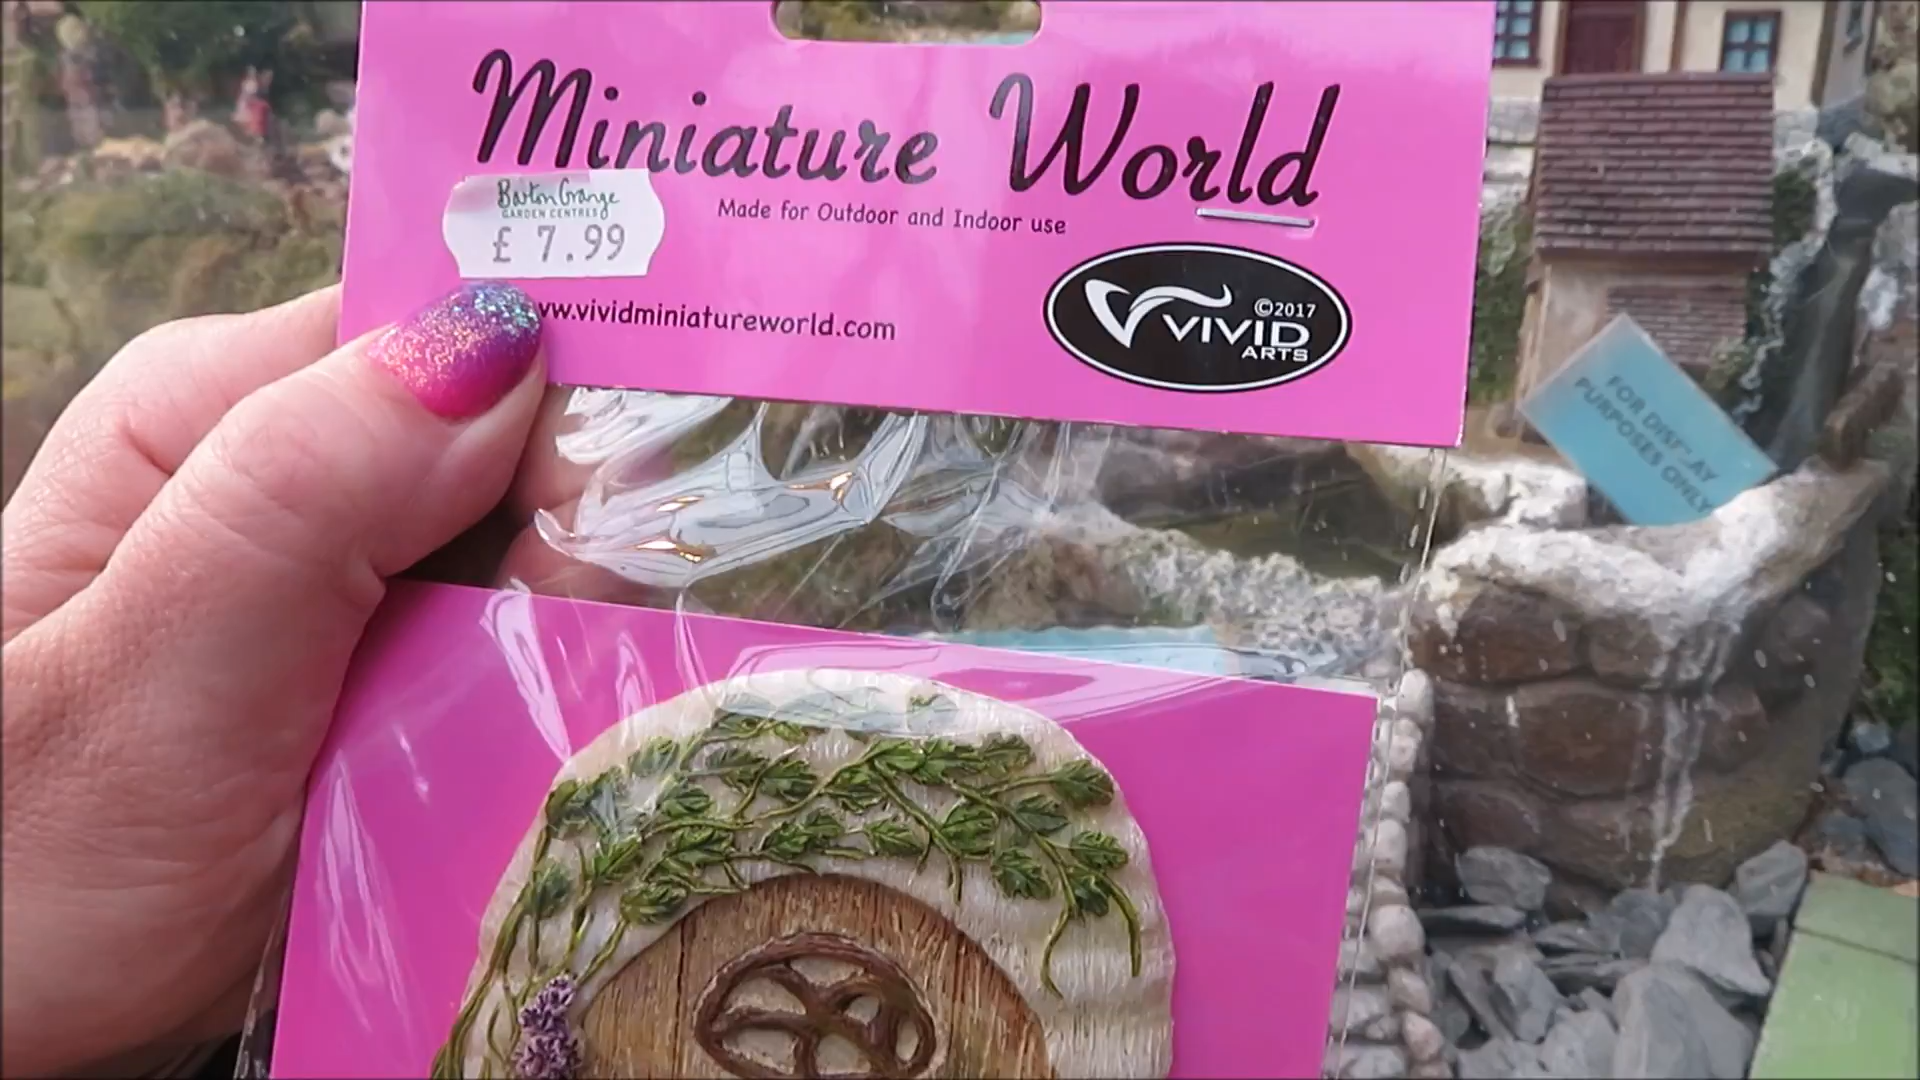 Miniature World
Barton Grange
GARDEN CENTRES
£ 7.99
Made for Outdoor and Indoor use
ww.vividminiatureworld.com
©2017
VIVID
ARTS
FOR DISPLAY
PURPOSES ONLY